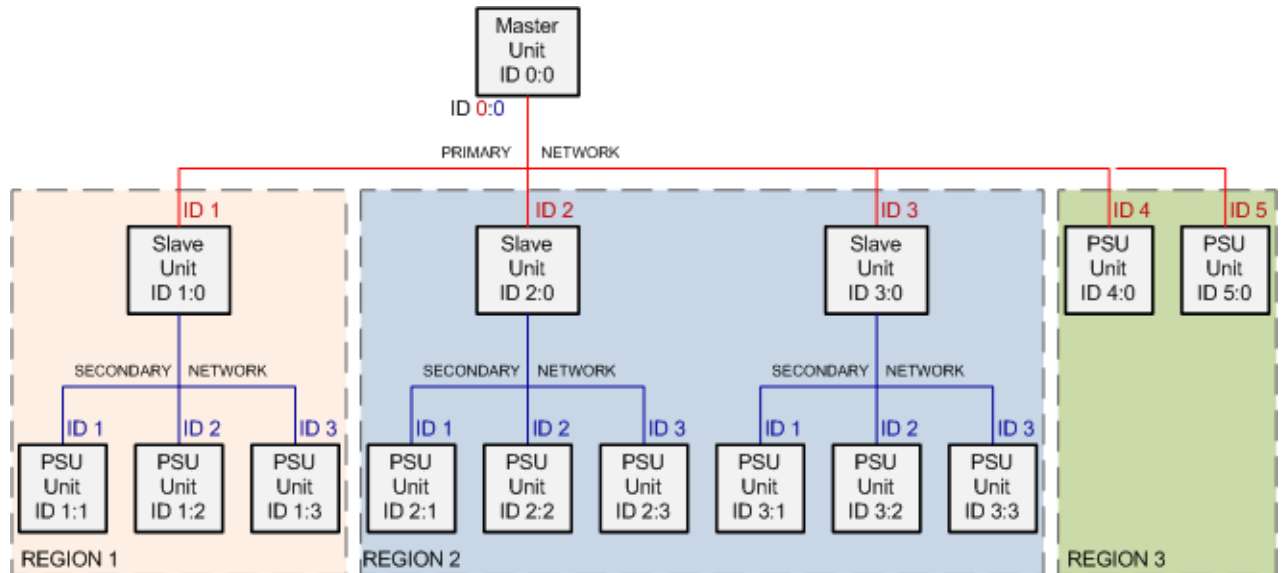 Master
Unit
ID 0:0
ID 0:0
PRIMARY NETWORK
ID 1
ID 2
ID 3
ID 4
ID 5
Slave
Unit
ID 1:0
Slave
Unit
ID 2:0
Slave
Unit
ID 3:0
PSU
Unit
ID 4:0
PSU
Unit
ID 5:0
SECONDARY NETWORK
SECONDARY NETWORK
SECONDARY NETWORK
ID 1
ID 2
ID 3
ID 1
ID 2
ID 3
ID 1
ID 2
ID 3
PSU
Unit
ID 1:1
PSU
Unit
ID 1:2
PSU
Unit
ID 1:3
PSU
Unit
ID 2:1
PSU
Unit
ID 2:2
PSU
Unit
ID 2:3
PSU
Unit
ID 3:1
PSU
Unit
ID 3:2
PSU
Unit
ID 3:3
REGION 1
REGION 2
REGION 3